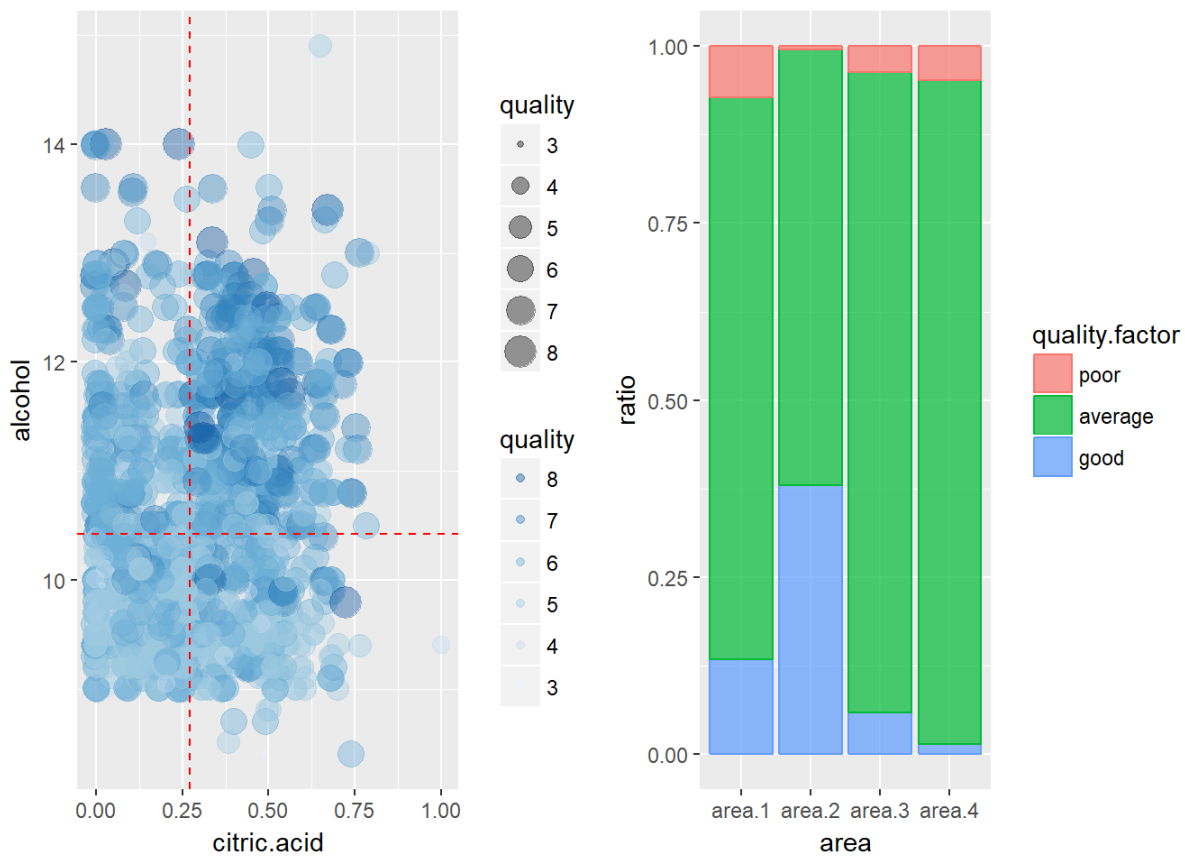 alcohol
14
12
10
0.00 0.25 0.50 0.75 1.00
citric.acid
quality
3
4
5
6
7
8
quality
8
7
6
5
4
3
ratio
1.00
0.75
0.50
0.25
0.00
area.1 area.2 area.3 area.4
area
quality.factor
poor
average
good